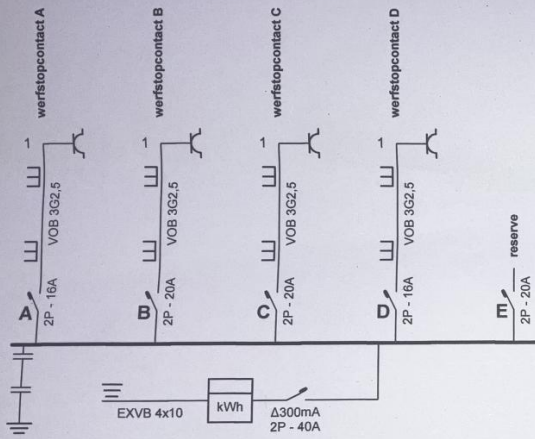 werfstopcontact A
werfstopcontact B
werfstopcontact C
werfstopcontact D
1
1
1
1
VOB 3G2,5
VOB 3G2,5
VOB 3G2,5
VOB 3G2,5
reserve
A
2P - 16A
B
2P - 20A
C
2P - 20A
D
2P - 16A
E
2P - 20A
EXVB 4x10
kWh
Δ300mA
2P - 40A